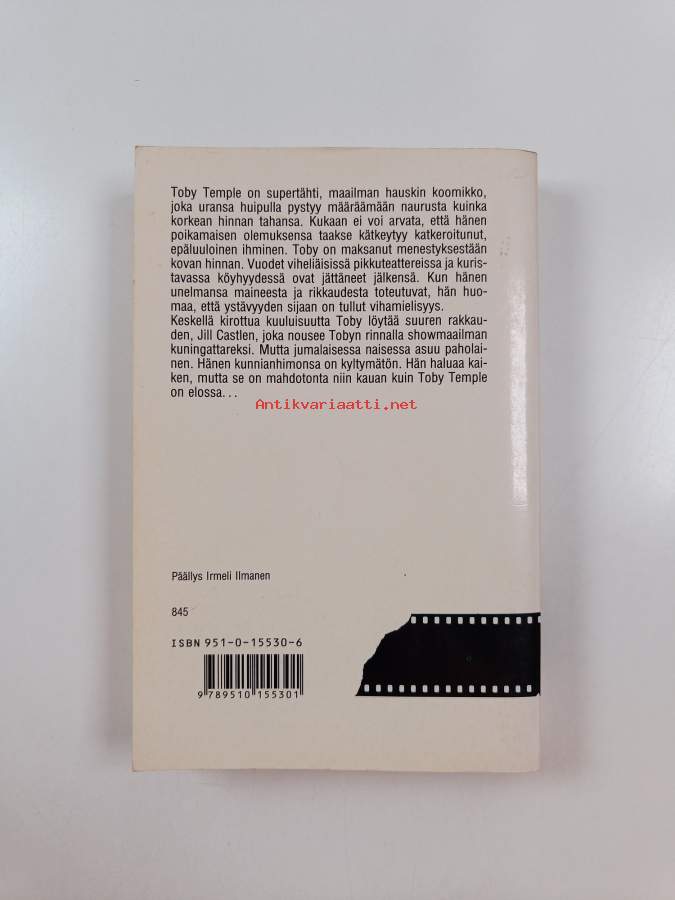 Toby Temple on supertähti, maailman hauskin koomikko,
joka uransa huipulla pystyy määräämään naurusta kuinka
korkean hinnan tahansa. Kukaan ei voi arvata, että hänen
poikamaisen olemuksensa taakse kätkeytyy katkeroitunut,
epäluuloinen ihminen. Toby on maksanut menestyksestään
kovan hinnan. Vuodet viheliäisissä pikkuteattereissa ja kuris-
tavassa köyhyydessä ovat jättäneet jälkensä. Kun hänen
unelmansa maineesta ja rikkaudesta toteutuvat, hän huo-
maa, että ystävyyden sijaan on tullut vihamielisyys.
Keskellä kirottua kuuluisuutta Toby löytää suuren rakkau-
den, Jill Castlen, joka nousee Tobyn rinnalla showmaailman
kuningattareksi. Mutta jumalaisessa naisessa asuu paholai-
nen. Hänen kunnianhimonsa on kyltymätön. Hän haluaa kai-
ken, mutta se on mahdotonta niin kauan kuin Toby Temple
on elossa...
Antikvariaatti.net
Päällys Irmeli Ilmanen
845
ISBN 951-0-15530-6
9 789510 155301